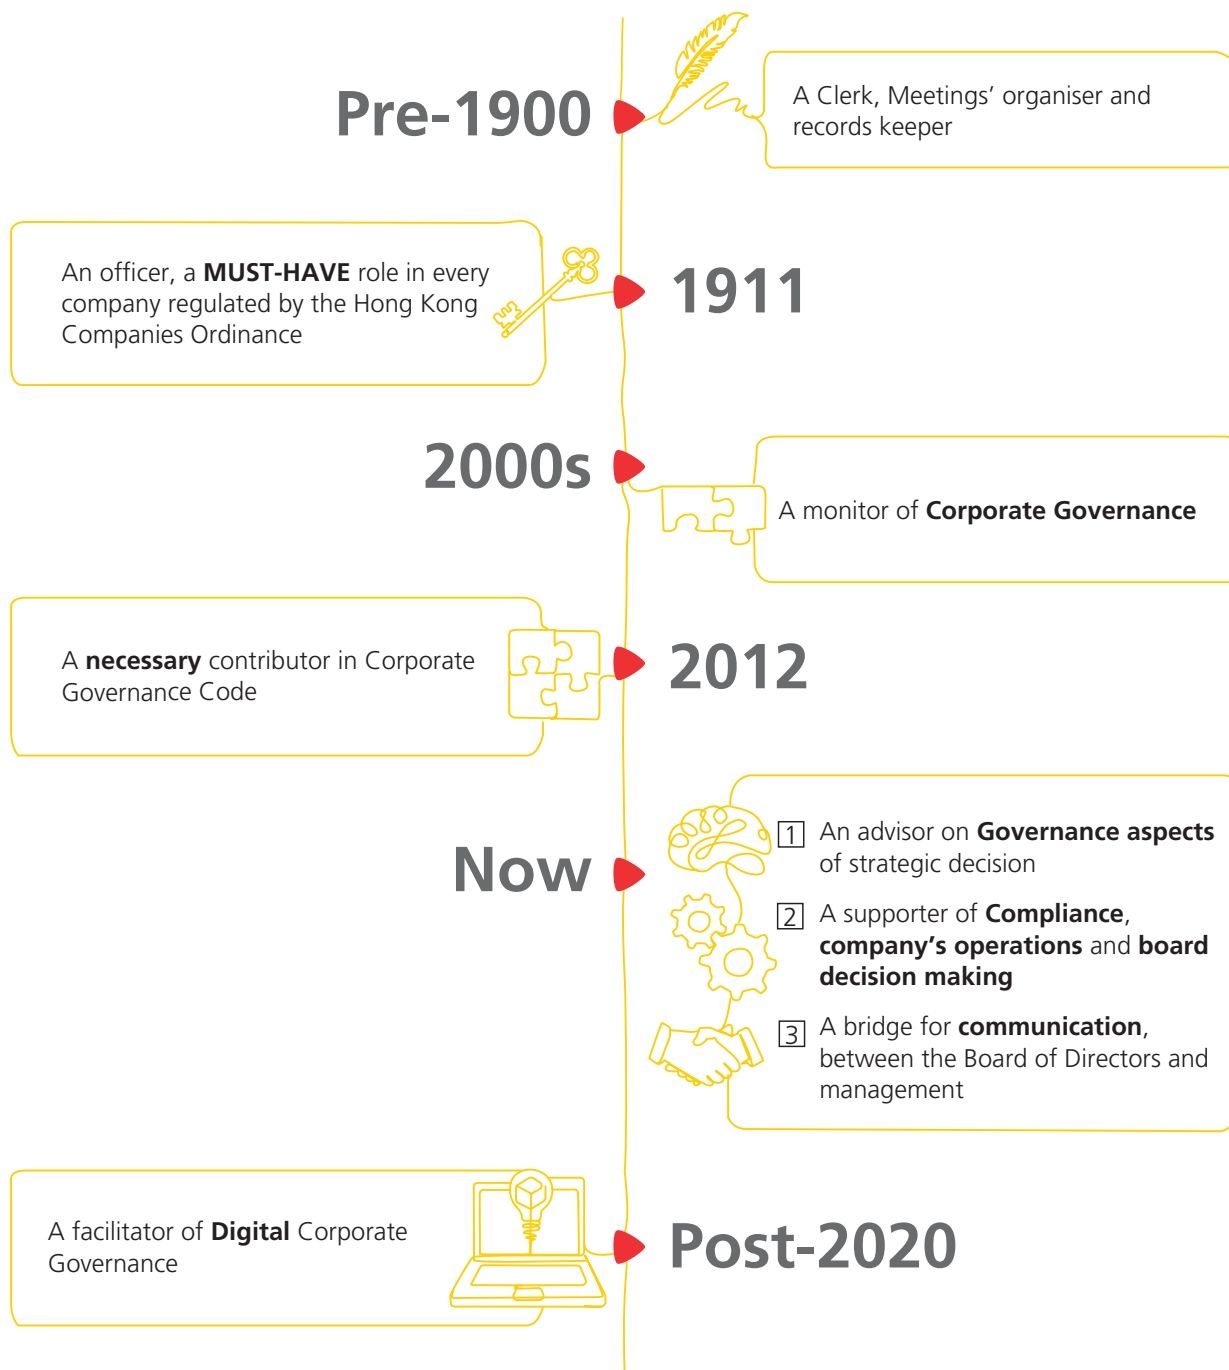 Pre-1900
A Clerk, Meetings’ organiser and
records keeper
An officer, a MUST-HAVE role in every
company regulated by the Hong Kong
Companies Ordinance
1911
2000s
A monitor of Corporate Governance
A necessary contributor in Corporate
Governance Code
2012
Now
1 An advisor on Governance aspects
of strategic decision
2 A supporter of Compliance,
company’s operations and board
decision making
3 A bridge for communication,
between the Board of Directors and
management
A facilitator of Digital Corporate
Governance
Post-2020